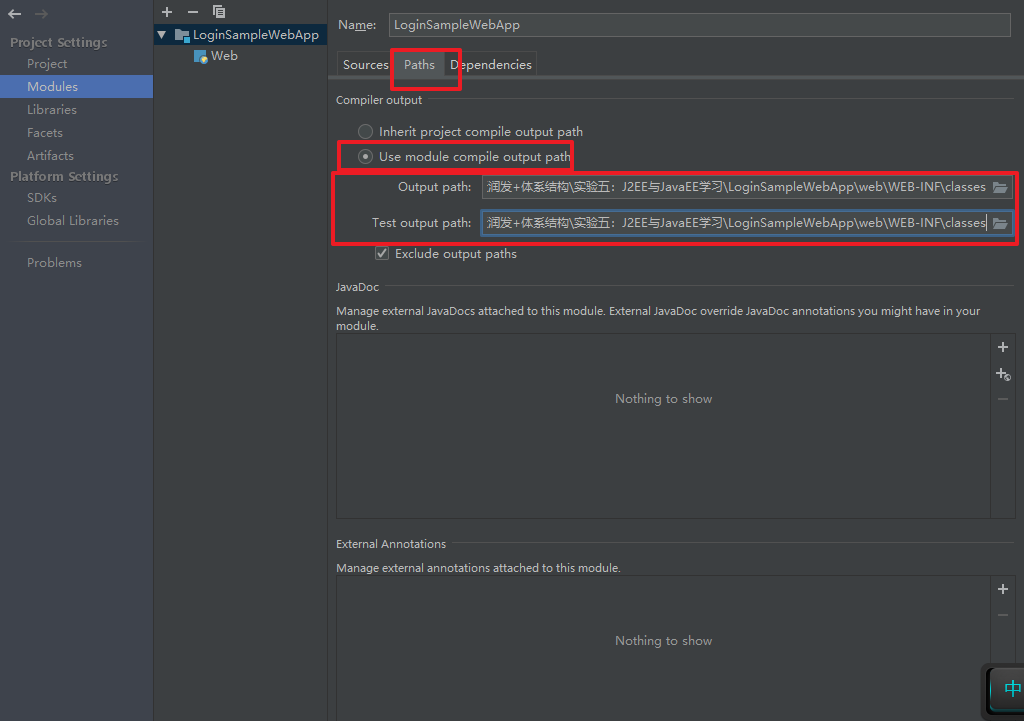 Project Settings
Project
Modules
Libraries
Facets
Artifacts
Platform Settings
SDKs
Global Libraries
Problems
LoginSampleWebApp
Web
Name: LoginSampleWebApp
Sources Paths Dependencies
Compiler output
Inherit project compile output path
Use module compile output path
Output path: 润发+体系结构\实验五：J2EE与JavaEE学习\LoginSampleWebApp\web\WEB-INF\classes
Test output path: 润发+体系结构\实验五：J2EE与JavaEE学习\LoginSampleWebApp\web\WEB-INF\classes
Exclude output paths
JavaDoc
Manage external JavaDocs attached to this module. External JavaDoc override JavaDoc annotations you might have in your
module.
Nothing to show
External Annotations
Manage external annotations attached to this module.
Nothing to show
中